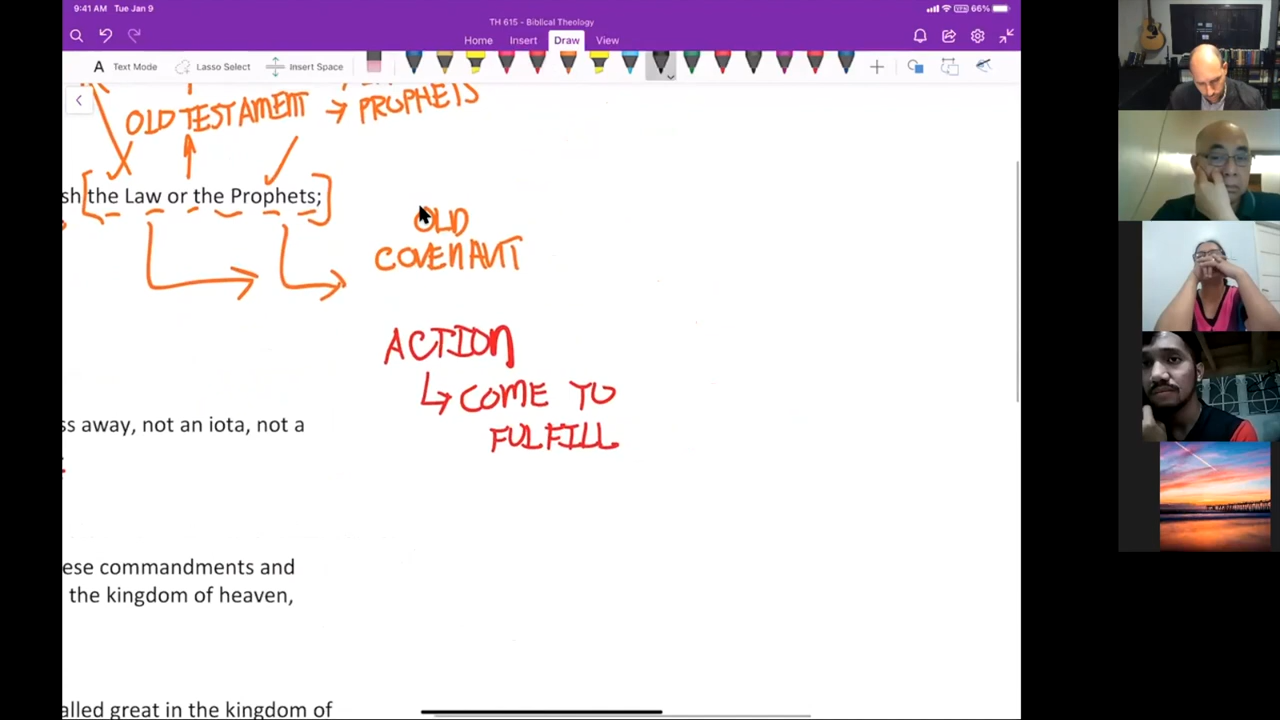 9:41 AM Tue Jan 9
66%
TH 615 - Biblical Theology
Home Insert Draw View
Text Mode Lasso Select Insert Space
OLD TESTAMENT → PROPHETS
sh the Law or the Prophets;
OLD
COVENANT
ACTION
COME TO
FULFILL
ss away, not an iota, not a
ese commandments and
the kingdom of heaven,
alled great in the kingdom of